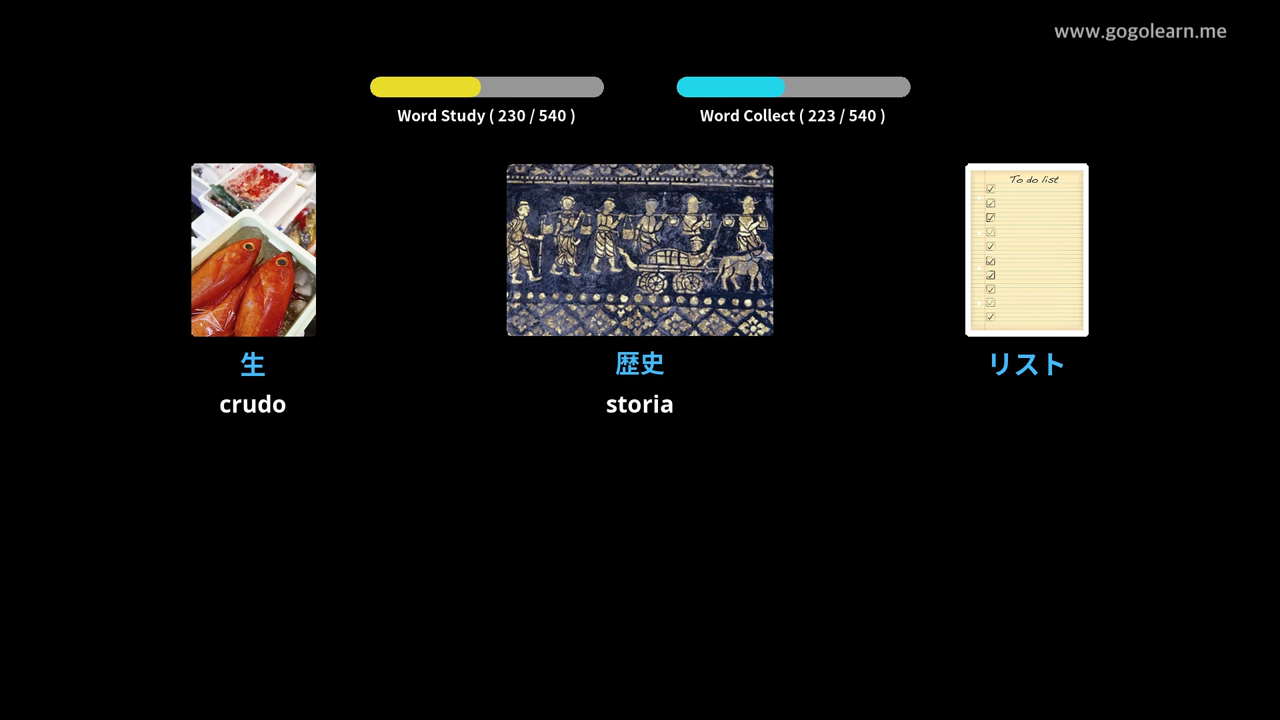 www.gogolearn.me
Word Study ( 230 / 540 )
Word Collect ( 223 / 540 )
To do list
生
歴史
リスト
crudo
storia